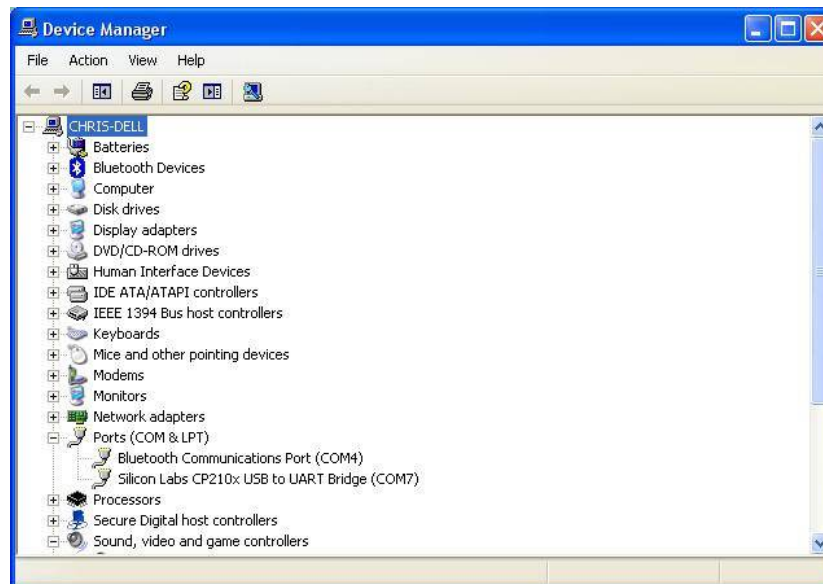 Device Manager
File Action View Help
CHRIS-DELL
Batteries
Bluetooth Devices
Computer
Disk drives
Display adapters
DVD/CD-ROM drives
Human Interface Devices
IDE ATA/ATAPI controllers
IEEE 1394 Bus host controllers
Keyboards
Mice and other pointing devices
Modems
Monitors
Network adapters
Ports (COM & LPT)
Bluetooth Communications Port (COM4)
Silicon Labs CP210x USB to UART Bridge (COM7)
Processors
Secure Digital host controllers
Sound, video and game controllers